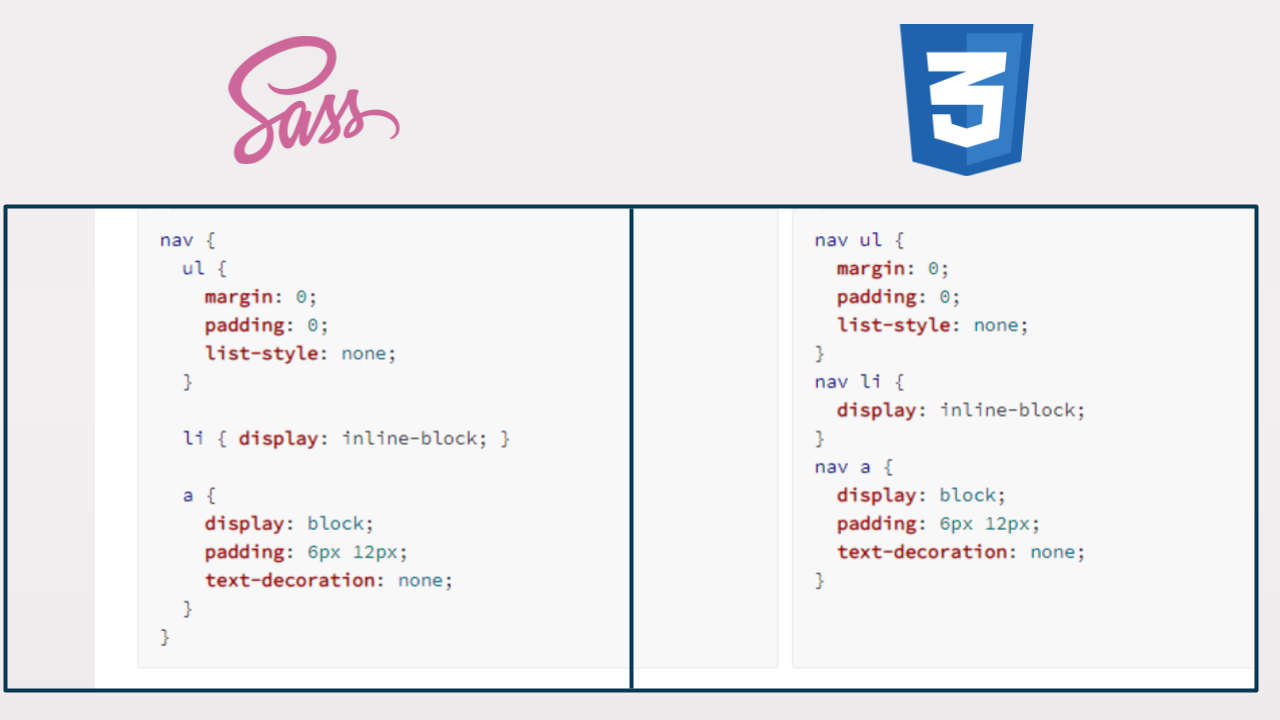 Sass
3
nav {
  ul {
    margin: 0;
    padding: 0;
    list-style: none;
  }

  li { display: inline-block; }

  a {
    display: block;
    padding: 6px 12px;
    text-decoration: none;
  }
}
nav ul {
  margin: 0;
  padding: 0;
  list-style: none;
}
nav li {
  display: inline-block;
}
nav a {
  display: block;
  padding: 6px 12px;
  text-decoration: none;
}